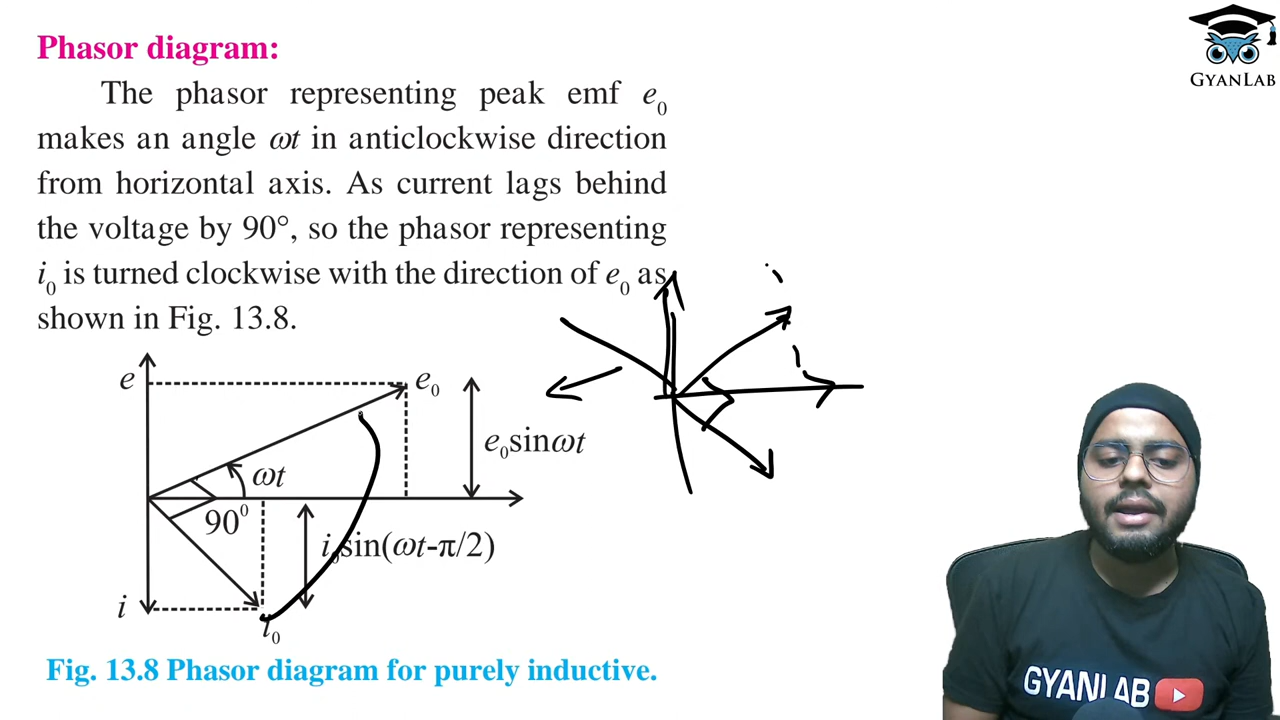 Phasor diagram:
The phasor representing peak emf e₀
makes an angle ωt in anticlockwise direction
from horizontal axis. As current lags behind
the voltage by 90°, so the phasor representing
i₀ is turned clockwise with the direction of e₀ as
shown in Fig. 13.8.
e
e₀
e₀sinωt
ωt
90⁰
i₀sin(ωt-π/2)
i
i₀
Fig. 13.8 Phasor diagram for purely inductive.
GYANLAB
GYANLAB